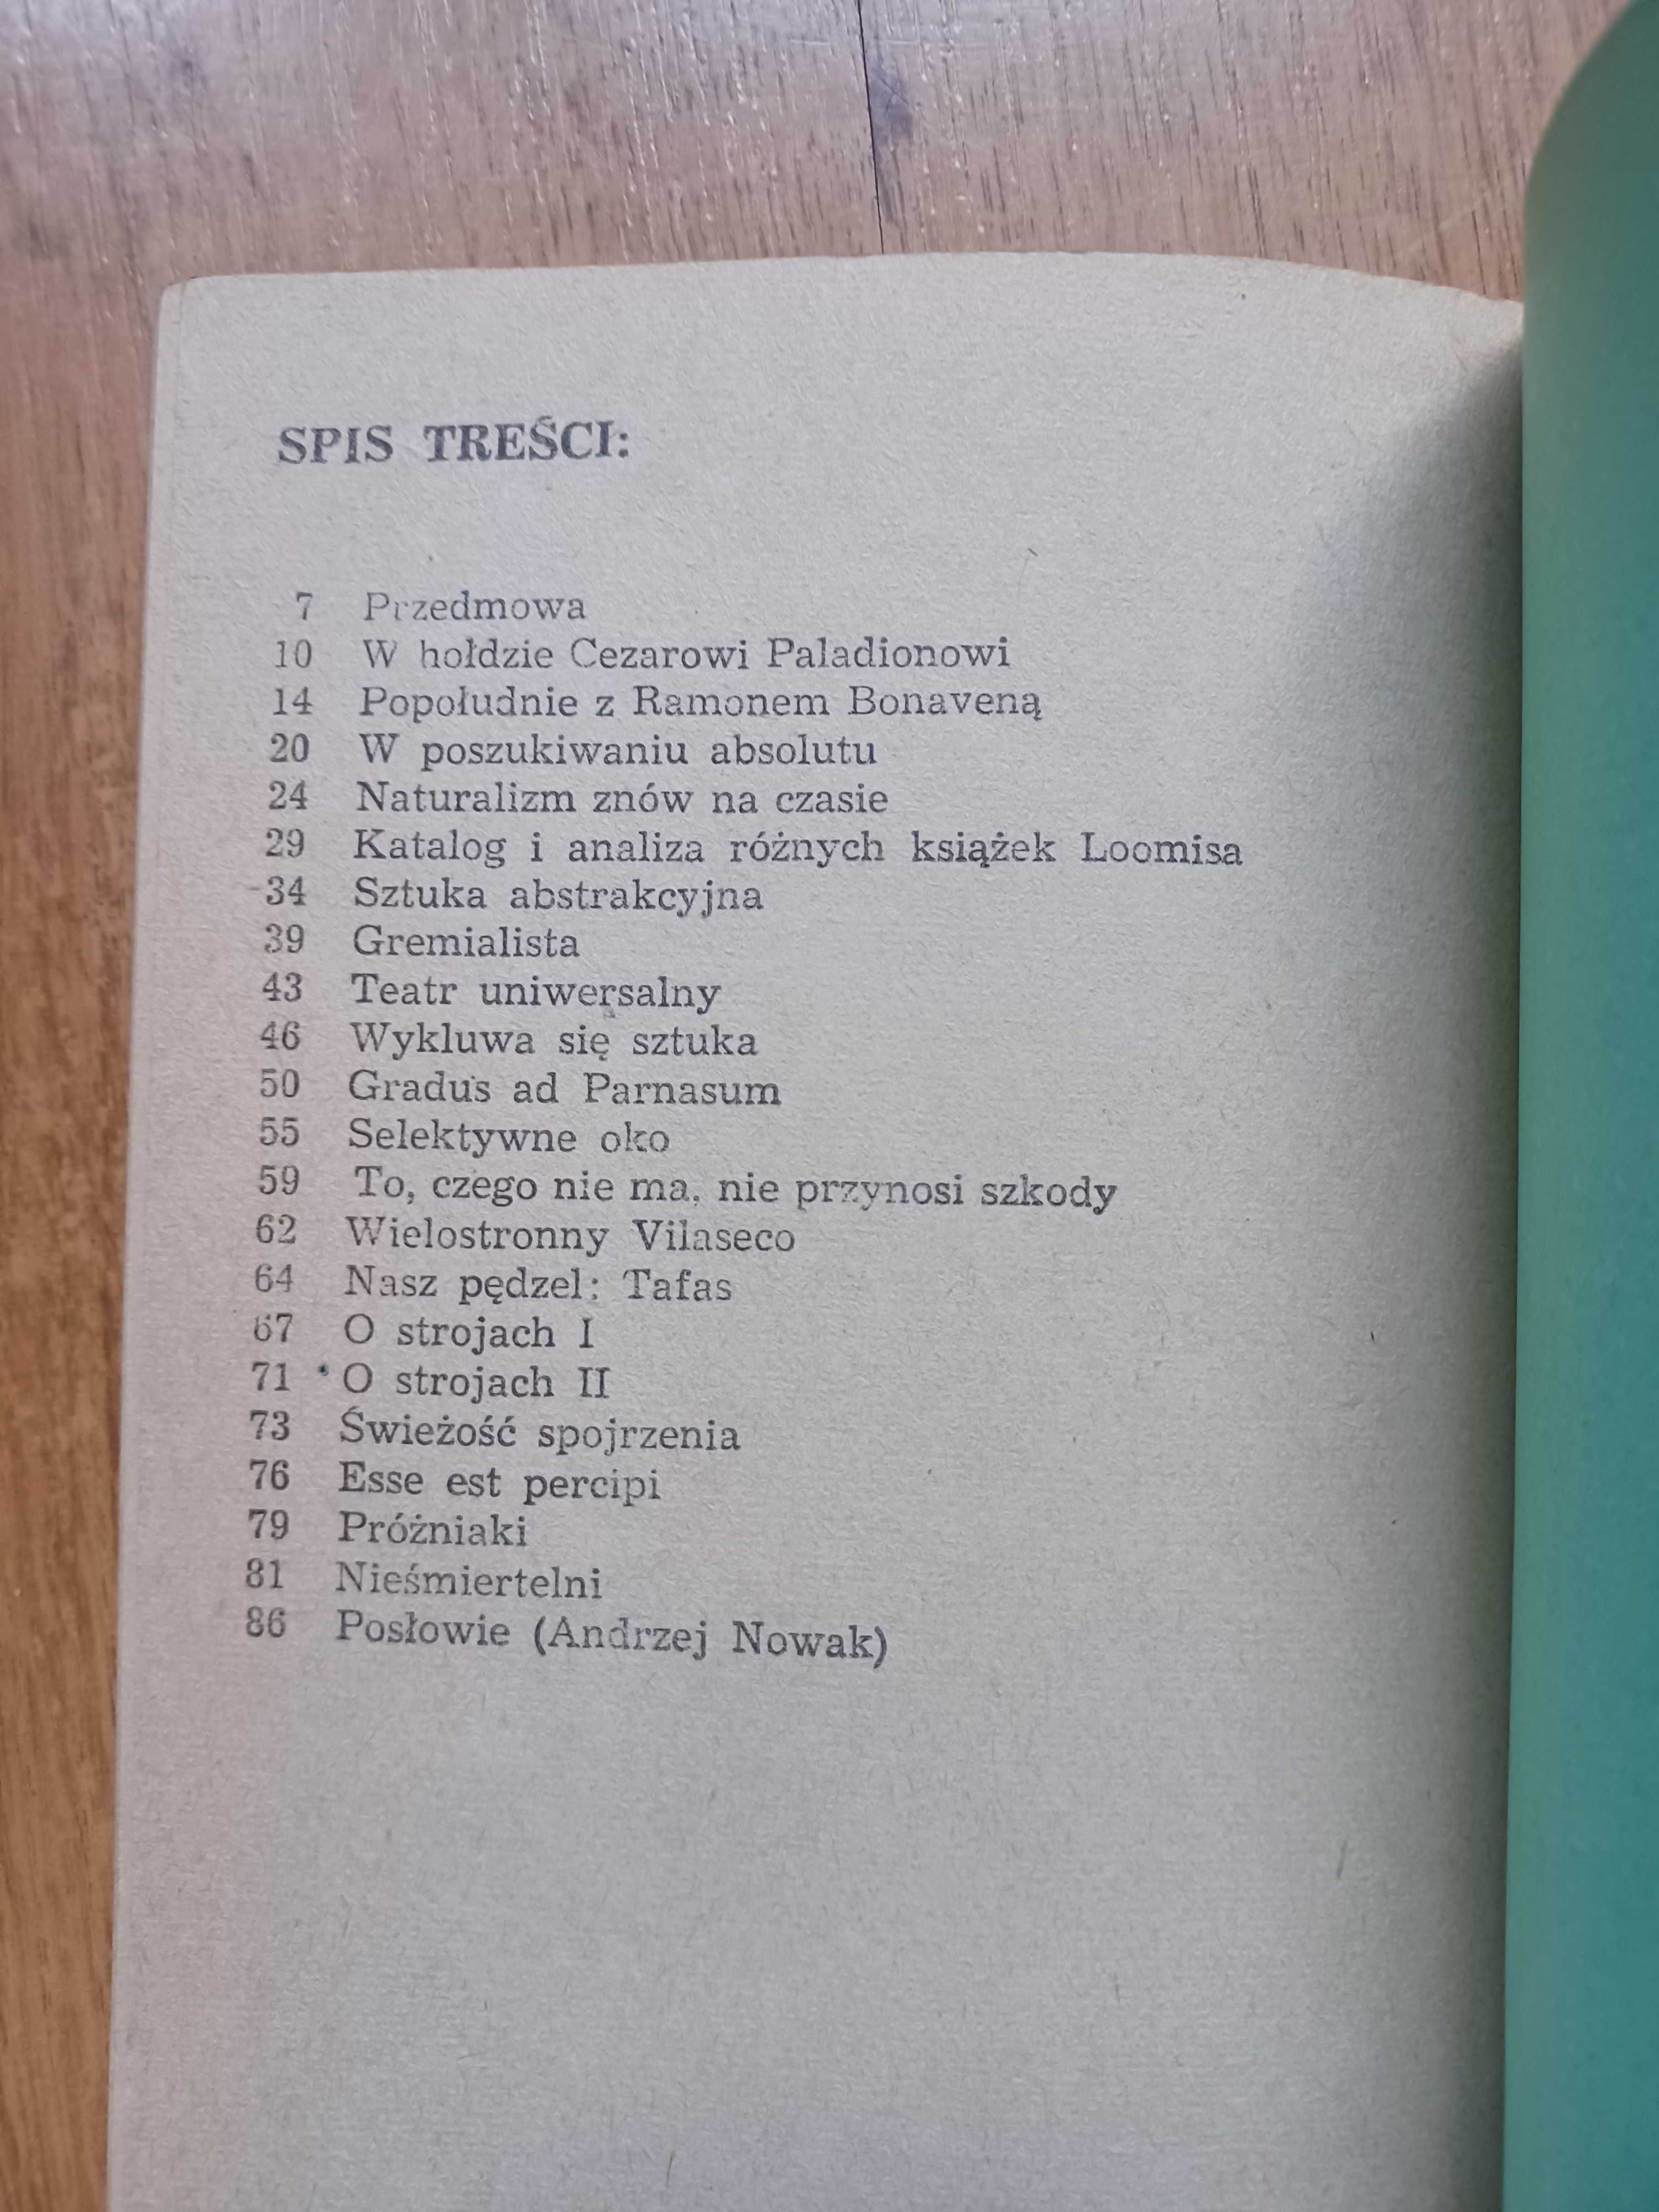 SPIS TREŚCI:
7 Przedmowa
10 W hołdzie Cezarowi Paladionowi
14 Popołudnie z Ramonem Bonaveną
20 W poszukiwaniu absolutu
24 Naturalizm znów na czasie
29 Katalog i analiza różnych książek Loomisa
34 Sztuka abstrakcyjna
39 Gremialista
43 Teatr uniwersalny
46 Wykluwa się sztuka
50 Gradus ad Parnasum
55 Selektywne oko
59 To, czego nie ma, nie przynosi szkody
62 Wielostronny Vilaseco
64 Nasz pędzel: Tafas
67 O strojach I
71 O strojach II
73 Świeżość spojrzenia
76 Esse est percipi
79 Próżniaki
81 Nieśmiertelni
86 Posłowie (Andrzej Nowak)